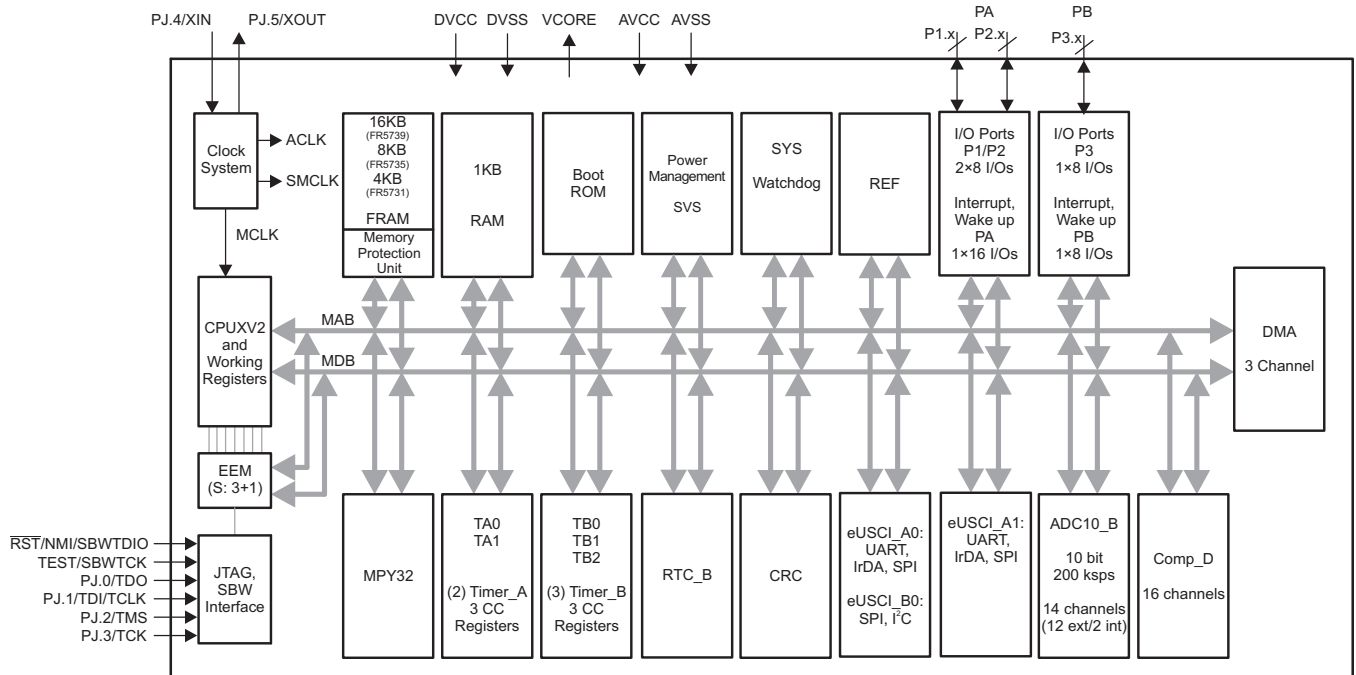 PJ.4/XIN
PJ.5/XOUT
DVCC
DVSS
VCORE
AVCC
AVSS
PA
P1.x
P2.x
PB
P3.x
Clock
System
ACLK
SMCLK
MCLK
16KB
(FR5739)
8KB
(FR5735)
4KB
(FR5731)
FRAM
Memory
Protection
Unit
1KB
RAM
Boot
ROM
Power
Management
SVS
SYS
Watchdog
REF
I/O Ports
P1/P2
2×8 I/Os
Interrupt,
Wake up
PA
1×16 I/Os
I/O Ports
P3
1×8 I/Os
Interrupt,
Wake up
PB
1×8 I/Os
CPUXV2
and
Working
Registers
MAB
MDB
DMA
3 Channel
EEM
(S: 3+1)
RST/NMI/SBWTDIO
TEST/SBWTCK
PJ.0/TDO
PJ.1/TDI/TCLK
PJ.2/TMS
PJ.3/TCK
JTAG,
SBW
Interface
MPY32
TA0
TA1
(2) Timer_A
3 CC
Registers
TB0
TB1
TB2
(3) Timer_B
3 CC
Registers
RTC_B
CRC
eUSCI_A0:
UART,
IrDA, SPI
eUSCI_B0:
SPI, I²C
eUSCI_A1:
UART,
IrDA, SPI
ADC10_B
10 bit
200 ksps
14 channels
(12 ext/2 int)
Comp_D
16 channels